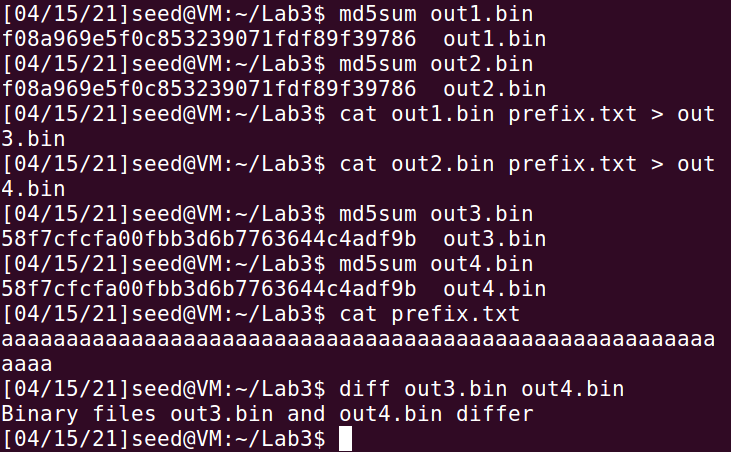 [04/15/21]seed@VM:~/Lab3$ md5sum out1.bin
f08a969e5f0c853239071fdf89f39786  out1.bin
[04/15/21]seed@VM:~/Lab3$ md5sum out2.bin
f08a969e5f0c853239071fdf89f39786  out2.bin
[04/15/21]seed@VM:~/Lab3$ cat out1.bin prefix.txt > out
3.bin
[04/15/21]seed@VM:~/Lab3$ cat out2.bin prefix.txt > out
4.bin
[04/15/21]seed@VM:~/Lab3$ md5sum out3.bin
58f7cfcfa00fbb3d6b7763644c4adf9b  out3.bin
[04/15/21]seed@VM:~/Lab3$ md5sum out4.bin
58f7cfcfa00fbb3d6b7763644c4adf9b  out4.bin
[04/15/21]seed@VM:~/Lab3$ cat prefix.txt
aaaaaaaaaaaaaaaaaaaaaaaaaaaaaaaaaaaaaaaaaaaaaaaaaaaaaaa
aaaa
[04/15/21]seed@VM:~/Lab3$ diff out3.bin out4.bin
Binary files out3.bin and out4.bin differ
[04/15/21]seed@VM:~/Lab3$